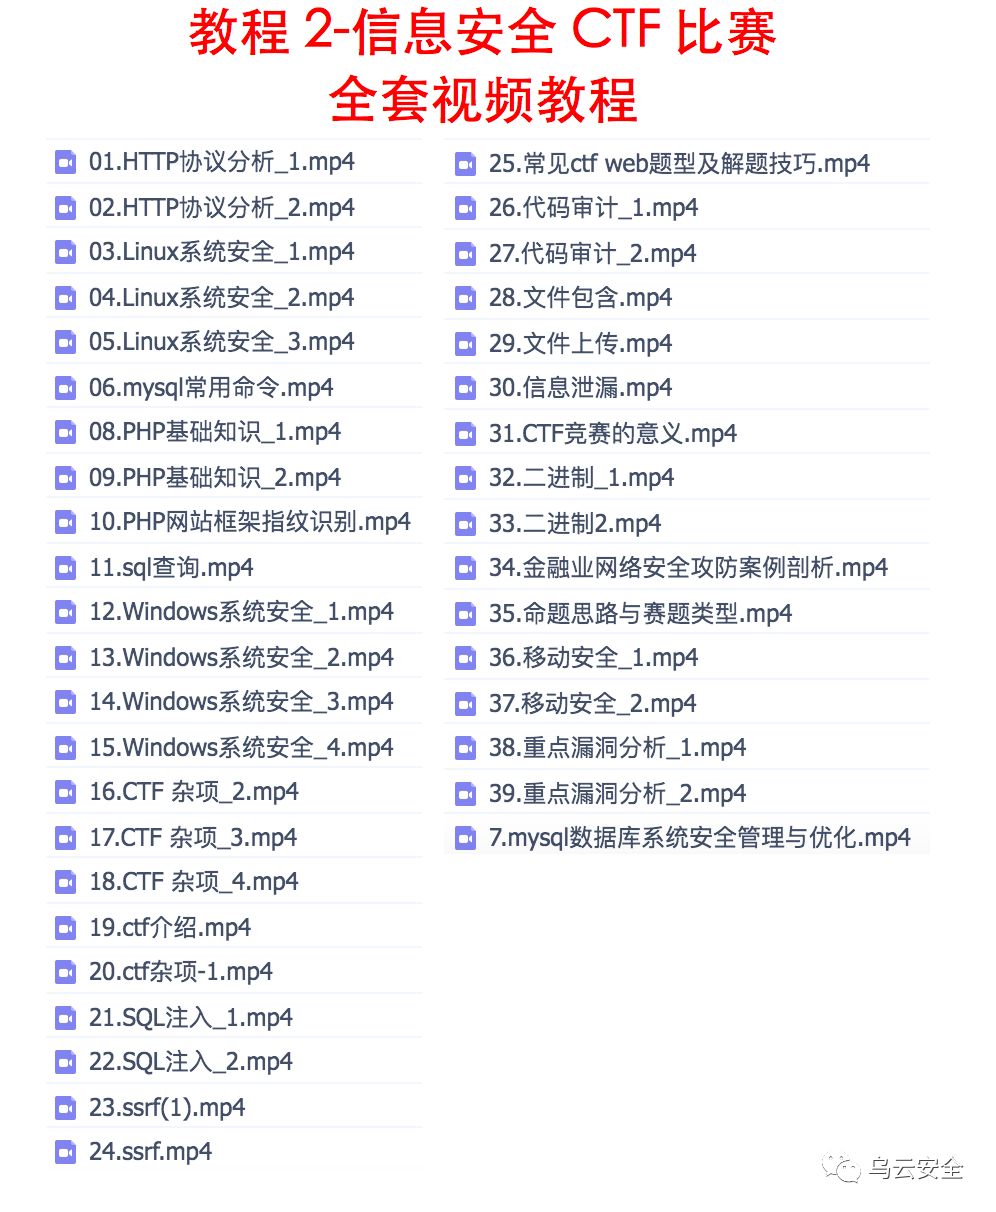 教程 2-信息安全 CTF 比赛
全套视频教程
01.HTTP协议分析_1.mp4
02.HTTP协议分析_2.mp4
03.Linux系统安全_1.mp4
04.Linux系统安全_2.mp4
05.Linux系统安全_3.mp4
06.mysql常用命令.mp4
08.PHP基础知识_1.mp4
09.PHP基础知识_2.mp4
10.PHP网站框架指纹识别.mp4
11.sql查询.mp4
12.Windows系统安全_1.mp4
13.Windows系统安全_2.mp4
14.Windows系统安全_3.mp4
15.Windows系统安全_4.mp4
16.CTF 杂项_2.mp4
17.CTF 杂项_3.mp4
18.CTF 杂项_4.mp4
19.ctf介绍.mp4
20.ctf杂项-1.mp4
21.SQL注入_1.mp4
22.SQL注入_2.mp4
23.ssrf(1).mp4
24.ssrf.mp4
25.常见ctf web题型及解题技巧.mp4
26.代码审计_1.mp4
27.代码审计_2.mp4
28.文件包含.mp4
29.文件上传.mp4
30.信息泄漏.mp4
31.CTF竞赛的意义.mp4
32.二进制_1.mp4
33.二进制2.mp4
34.金融业网络安全攻防案例剖析.mp4
35.命题思路与赛题类型.mp4
36.移动安全_1.mp4
37.移动安全_2.mp4
38.重点漏洞分析_1.mp4
39.重点漏洞分析_2.mp4
7.mysql数据库系统安全管理与优化.mp4
乌云安全